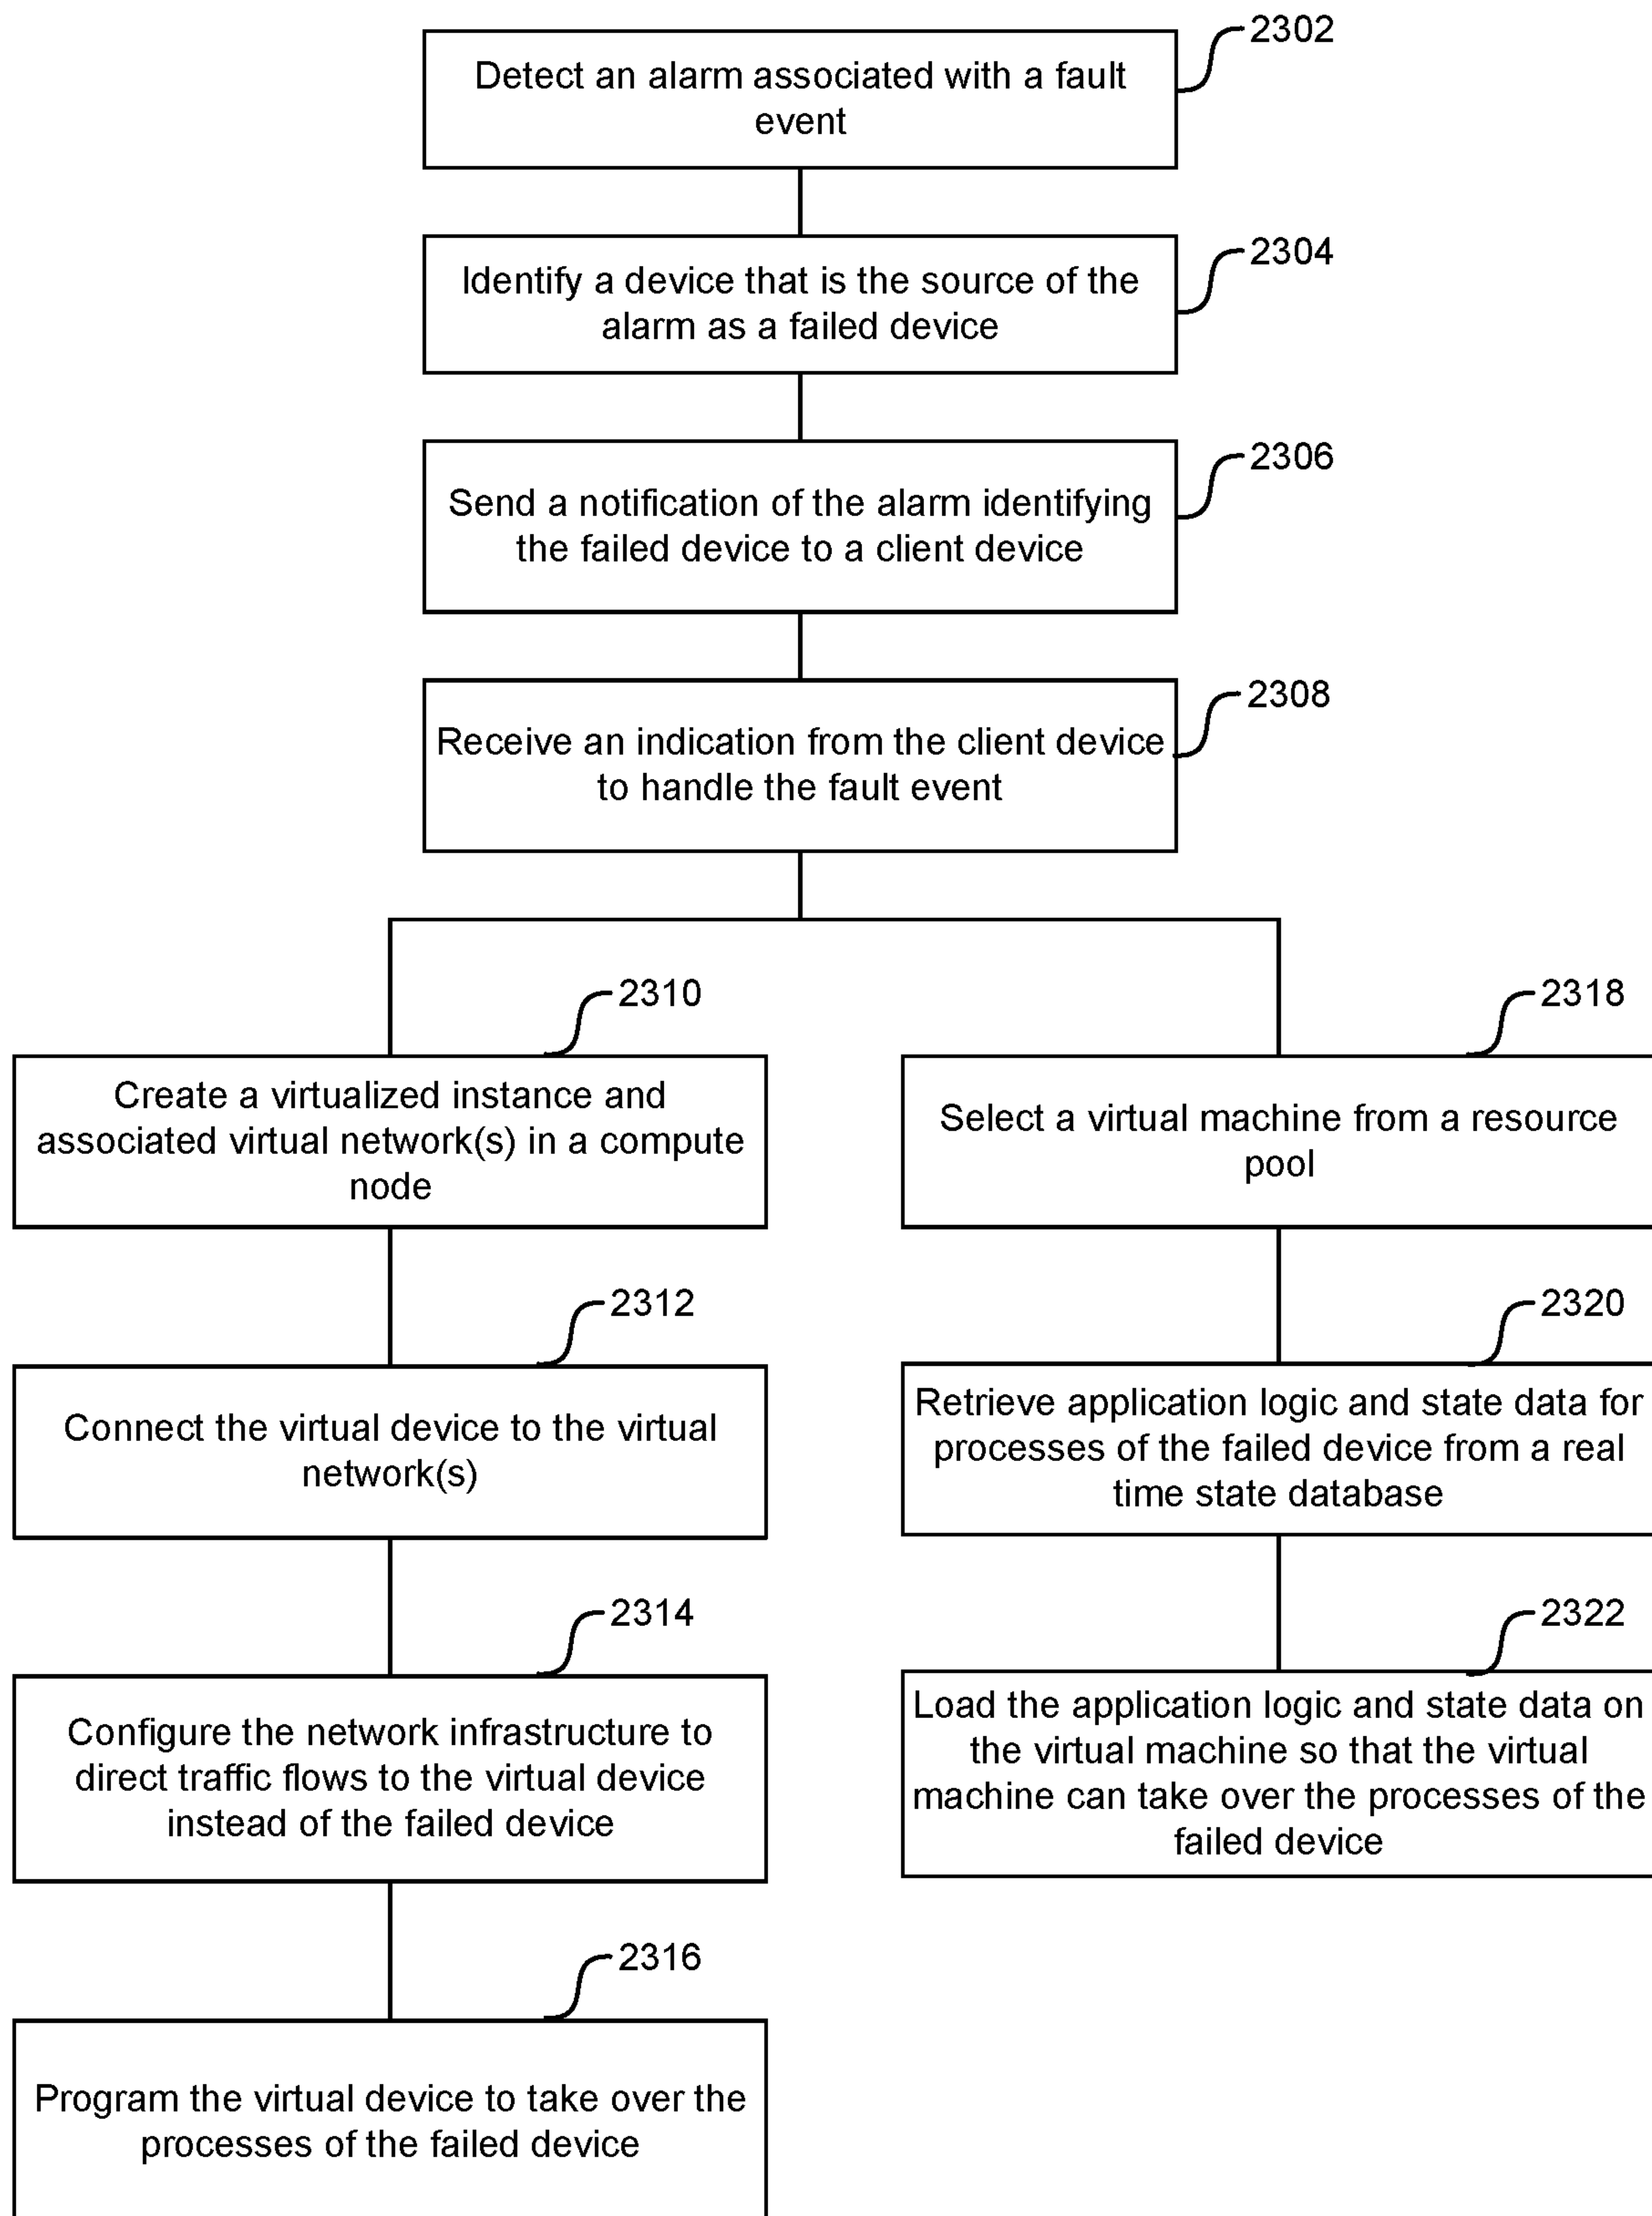 2302
Detect an alarm associated with a fault
event
2304
Identify a device that is the source of the
alarm as a failed device
2306
Send a notification of the alarm identifying
the failed device to a client device
2308
Receive an indication from the client device
to handle the fault event
2310
Create a virtualized instance and
associated virtual network(s) in a compute
node
2312
Connect the virtual device to the virtual
network(s)
2314
Configure the network infrastructure to
direct traffic flows to the virtual device
instead of the failed device
2316
Program the virtual device to take over the
processes of the failed device
2318
Select a virtual machine from a resource
pool
2320
Retrieve application logic and state data for
processes of the failed device from a real
time state database
2322
Load the application logic and state data on
the virtual machine so that the virtual
machine can take over the processes of the
failed device